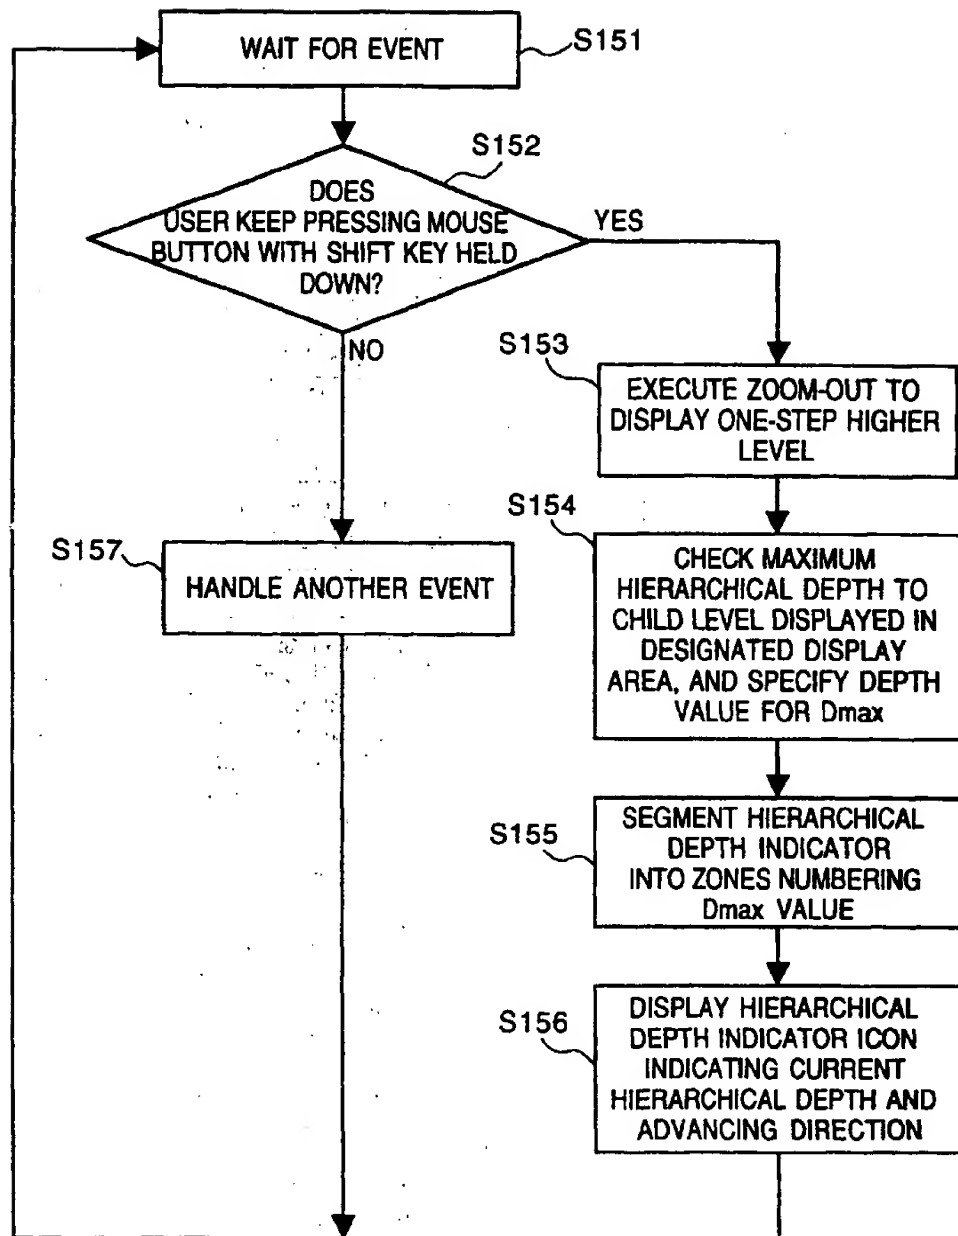 WAIT FOR EVENT
S151
S152
DOES
USER KEEP PRESSING MOUSE
BUTTON WITH SHIFT KEY HELD
DOWN?
YES
NO
S153
EXECUTE ZOOM-OUT TO
DISPLAY ONE-STEP HIGHER
LEVEL
S154
CHECK MAXIMUM
HIERARCHICAL DEPTH TO
CHILD LEVEL DISPLAYED IN
DESIGNATED DISPLAY
AREA, AND SPECIFY DEPTH
VALUE FOR Dmax
S157
HANDLE ANOTHER EVENT
S155
SEGMENT HIERARCHICAL
DEPTH INDICATOR
INTO ZONES NUMBERING
Dmax VALUE
S156
DISPLAY HIERARCHICAL
DEPTH INDICATOR ICON
INDICATING CURRENT
HIERARCHICAL DEPTH AND
ADVANCING DIRECTION